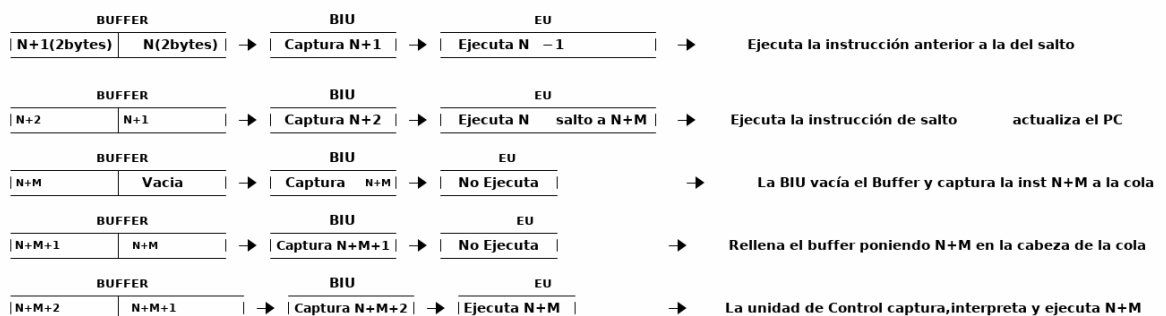 BUFFER BIU EU
N+1(2bytes) N(2bytes) Captura N+1 Ejecuta N −1 Ejecuta la instrucción anterior a la del salto
BUFFER BIU EU
N+2 N+1 Captura N+2 Ejecuta N salto a N+M Ejecuta la instrucción de salto actualiza el PC
BUFFER BIU EU
N+M Vacia Captura N+M No Ejecuta La BIU vacía el Buffer y captura la inst N+M a la cola
BUFFER BIU EU
N+M+1 N+M Captura N+M+1 No Ejecuta Rellena el buffer poniendo N+M en la cabeza de la cola
BUFFER BIU EU
N+M+2 N+M+1 Captura N+M+2 Ejecuta N+M La unidad de Control captura,interpreta y ejecuta N+M